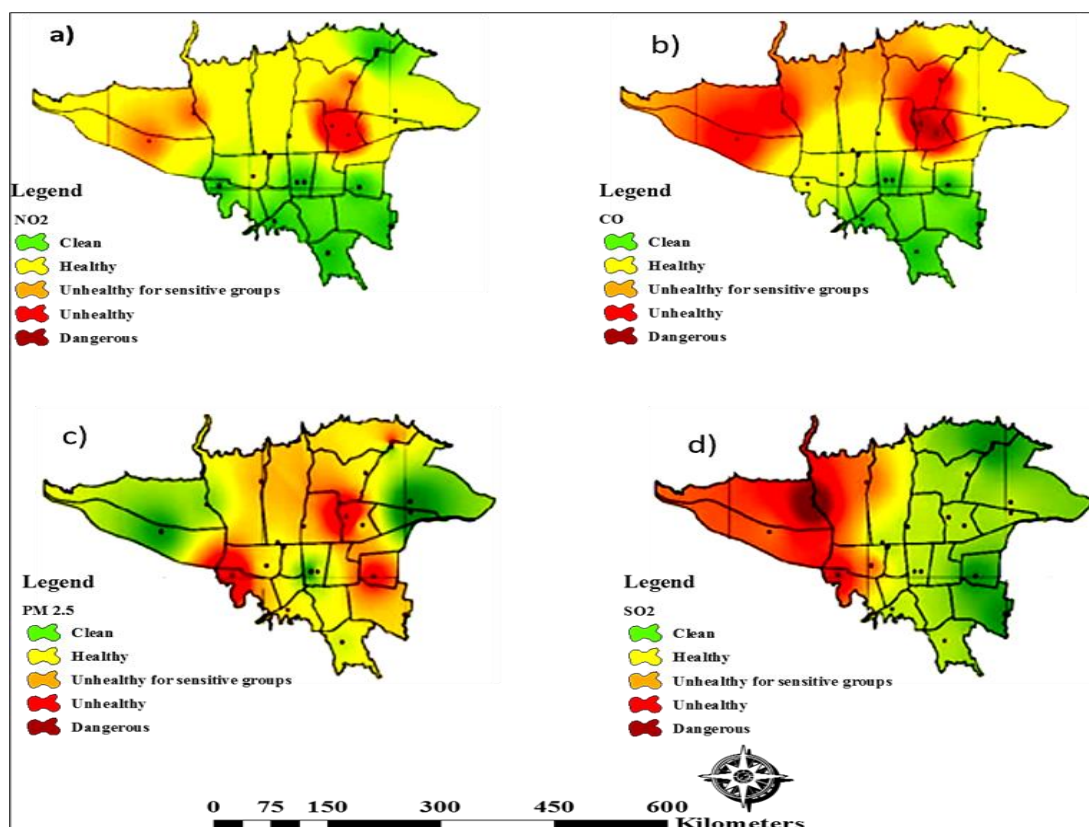 a)
Legend
NO2
Clean
Healthy
Unhealthy for sensitive groups
Unhealthy
Dangerous
b)
Legend
CO
Clean
Healthy
Unhealthy for sensitive groups
Unhealthy
Dangerous
c)
Legend
PM 2.5
Clean
Healthy
Unhealthy for sensitive groups
Unhealthy
Dangerous
d)
Legend
SO2
Clean
Healthy
Unhealthy for sensitive groups
Unhealthy
Dangerous
0 75 150 300 450 600
Kilometers